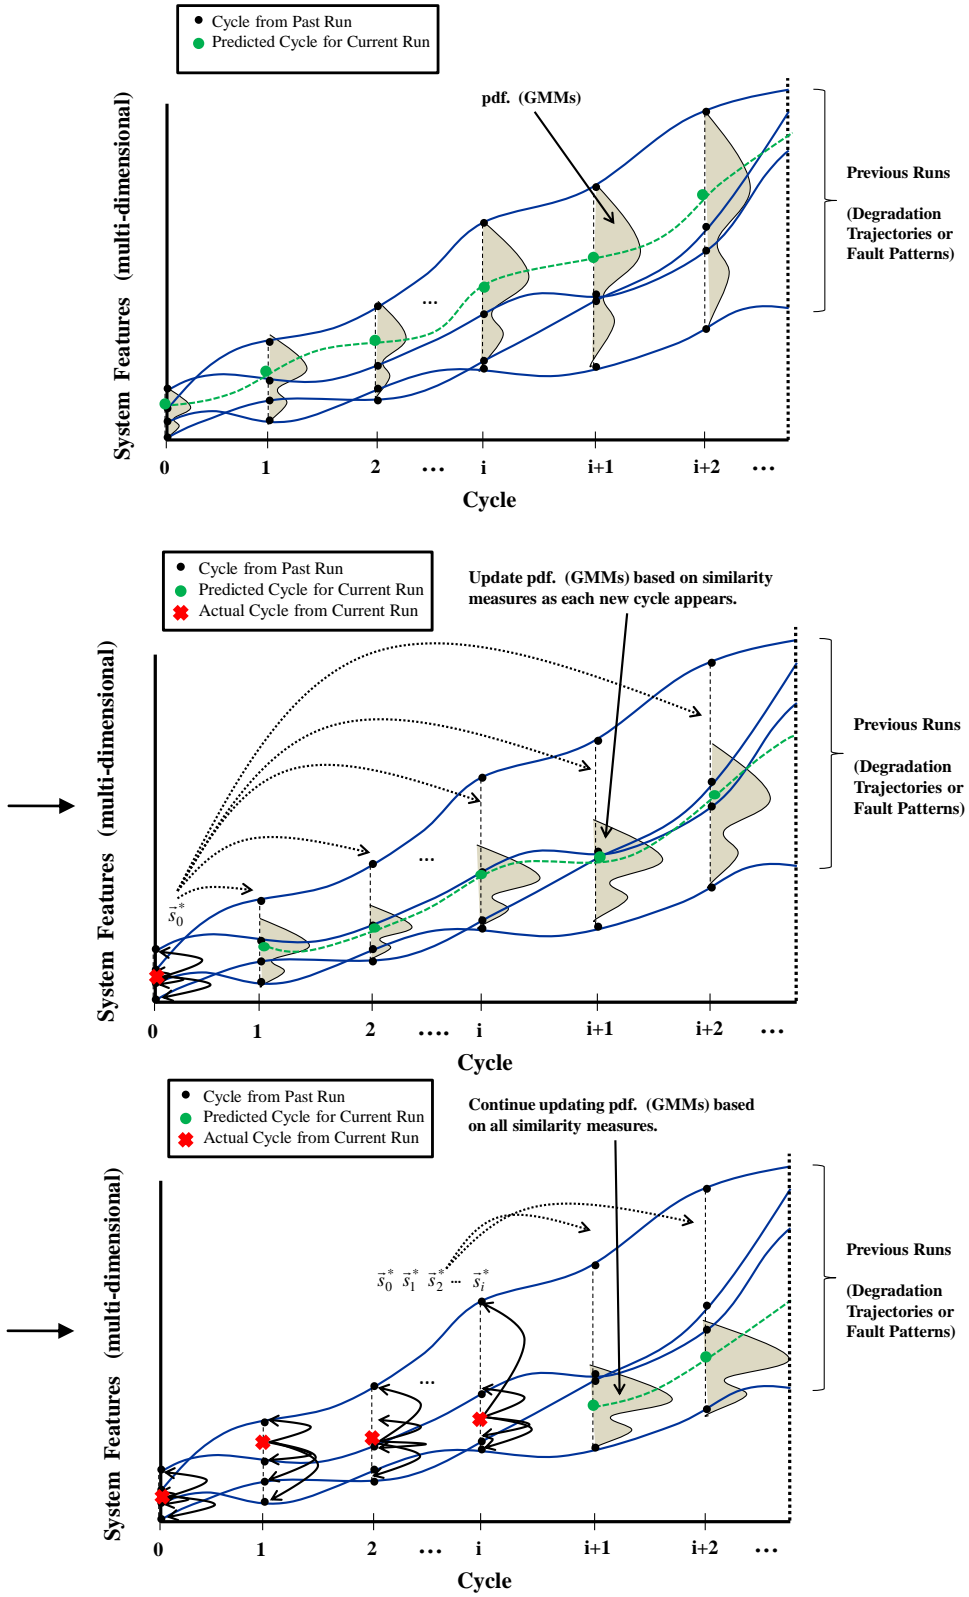 Cycle from Past Run
Predicted Cycle for Current Run
pdf. (GMMs)
System Features (multi-dimensional)
...
Previous Runs
(Degradation
Trajectories or
Fault Patterns)
0 1 2 ... i i+1 i+2 ...
Cycle
Cycle from Past Run
Predicted Cycle for Current Run
Actual Cycle from Current Run
Update pdf. (GMMs) based on similarity
measures as each new cycle appears.
System Features (multi-dimensional)
...
Previous Runs
(Degradation
Trajectories or
Fault Patterns)
s⃗₀*
0 1 2 .... i i+1 i+2 ...
Cycle
Cycle from Past Run
Predicted Cycle for Current Run
Actual Cycle from Current Run
Continue updating pdf. (GMMs) based
on all similarity measures.
System Features (multi-dimensional)
s⃗₀* s⃗₁* s⃗₂* ... s⃗ᵢ*
...
Previous Runs
(Degradation
Trajectories or
Fault Patterns)
0 1 2 ... i i+1 i+2 ...
Cycle